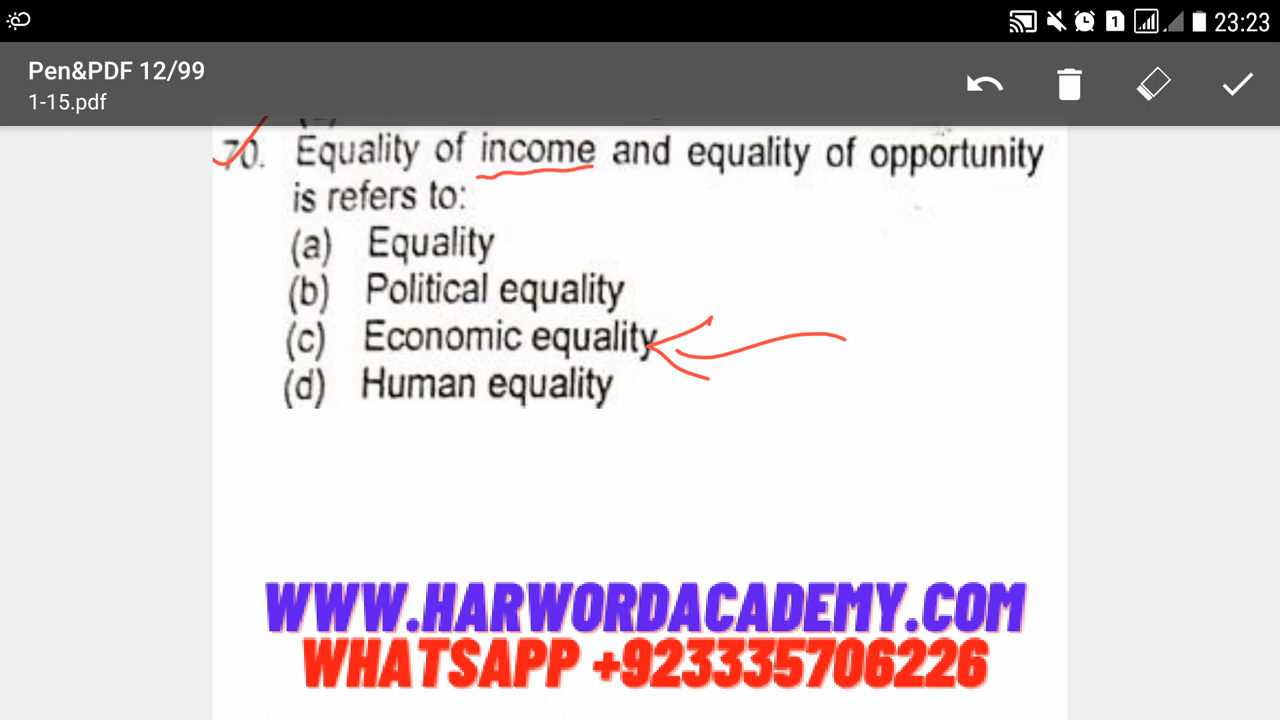 23:23
Pen&PDF 12/99
1-15.pdf
70. Equality of income and equality of opportunity
is refers to:
(a) Equality
(b) Political equality
(c) Economic equality
(d) Human equality
WWW.HARWORDACADEMY.COM
WHATSAPP +923335706226